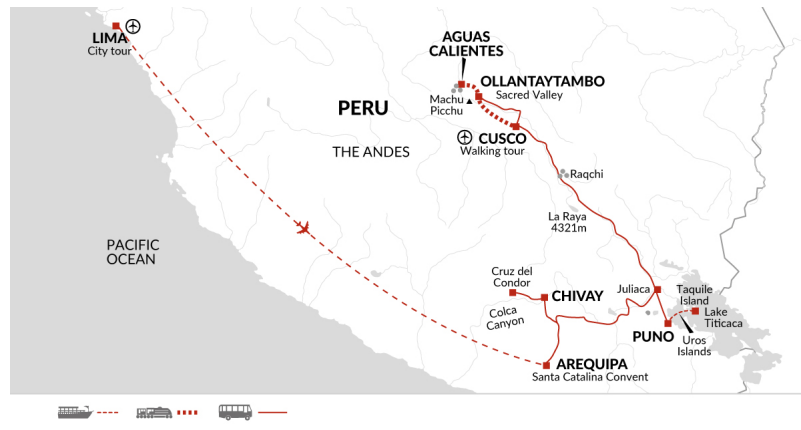 LIMA
City tour
AGUAS
CALIENTES
OLLANTAYTAMBO
Sacred Valley
Machu
Picchu
PERU
CUSCO
Walking tour
THE ANDES
Raqchi
La Raya
4321m
PACIFIC
OCEAN
Cruz del
Condor
CHIVAY
Colca
Canyon
Juliaca
Taquile
Island
Lake
Titicaca
PUNO
Uros
Islands
AREQUIPA
Santa Catalina Convent